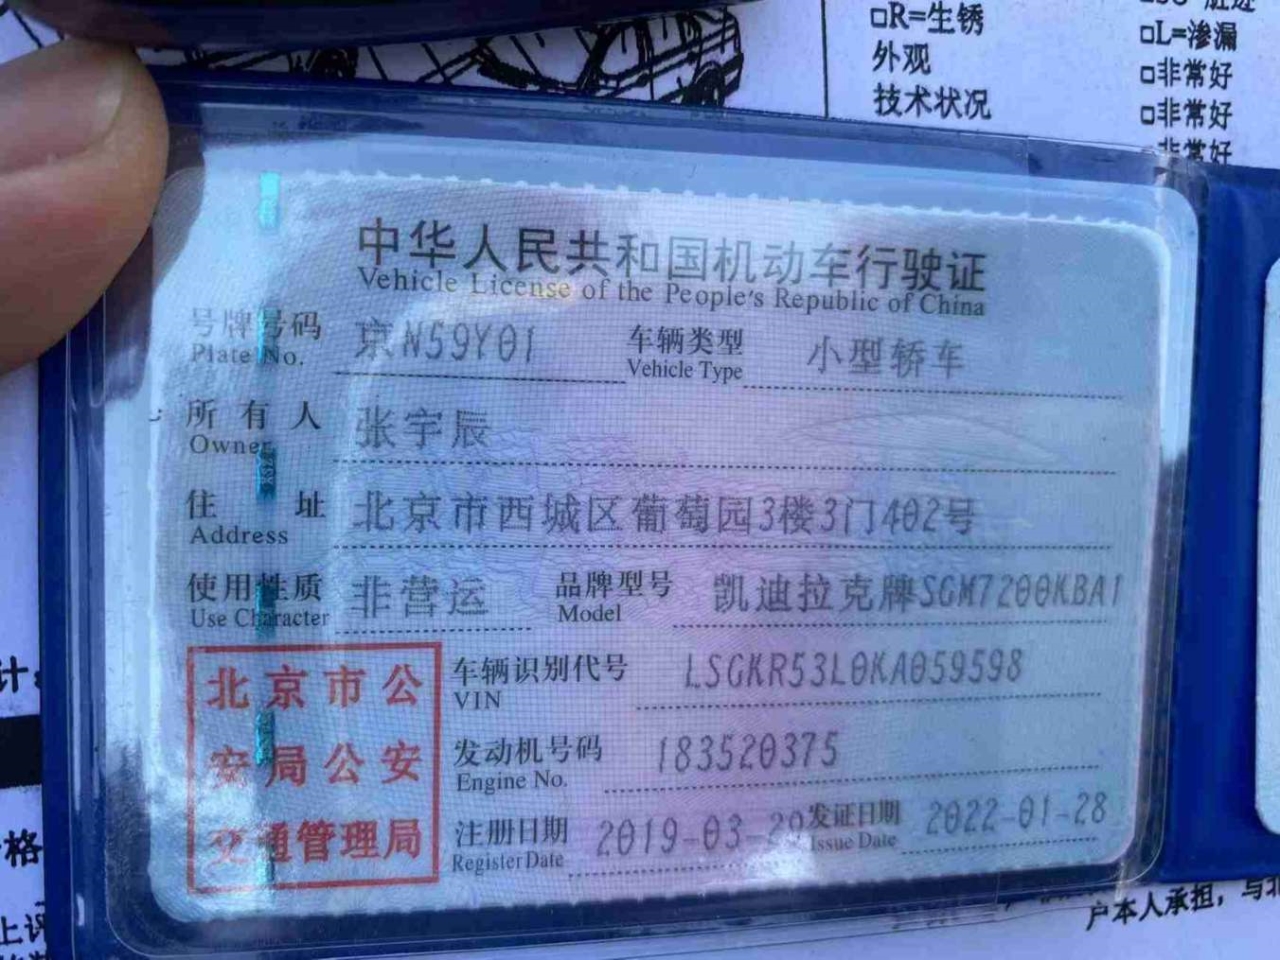 □R=生锈
外观
技术状况
□L=渗漏
□非常好
□非常好
非常好
中华人民共和国机动车行驶证
Vehicle License of the People's Republic of China
号牌号码 京N59Y01 车辆类型 小型轿车
Plate No. Vehicle Type
所有人 张宇辰
Owner
住址 北京市西城区葡萄园3楼3门402号
Address
使用性质 非营运 品牌型号 凯迪拉克牌SGM7200KBA1
Use Character Model
北京市公
安局公安
交通管理局
车辆识别代号 LSGKR53L0KA059598
VIN
发动机号码 183520375
Engine No.
注册日期 2019-03-20 发证日期 2022-01-28
Register Date Issue Date
户本人承担，与北